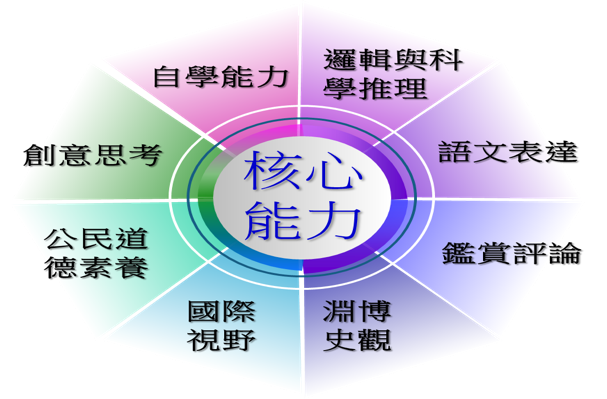 自學能力
邏輯與科
學推理
創意思考
語文表達
核心
能力
公民道
德素養
鑑賞評論
國際
視野
淵博
史觀